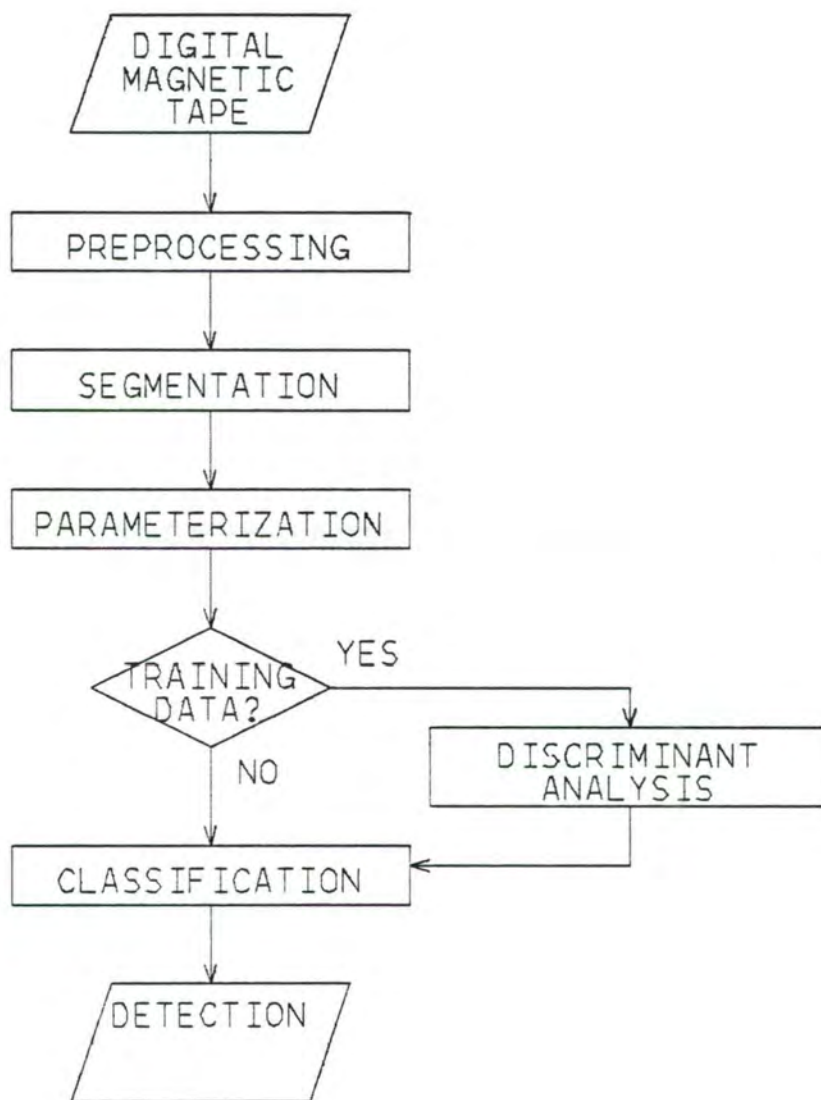 DIGITAL
MAGNETIC
TAPE
PREPROCESSING
SEGMENTATION
PARAMETERIZATION
YES
TRAINING
DATA?
NO
DISCRIMINANT
ANALYSIS
CLASSIFICATION
DETECTION